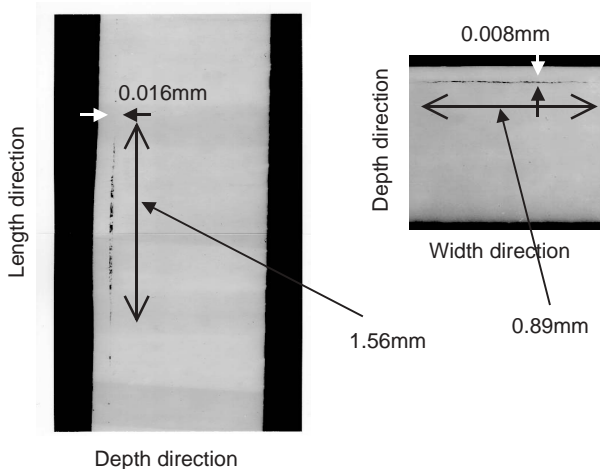 0.016mm
Length direction
1.56mm
Depth direction
0.008mm
Depth direction
Width direction
0.89mm